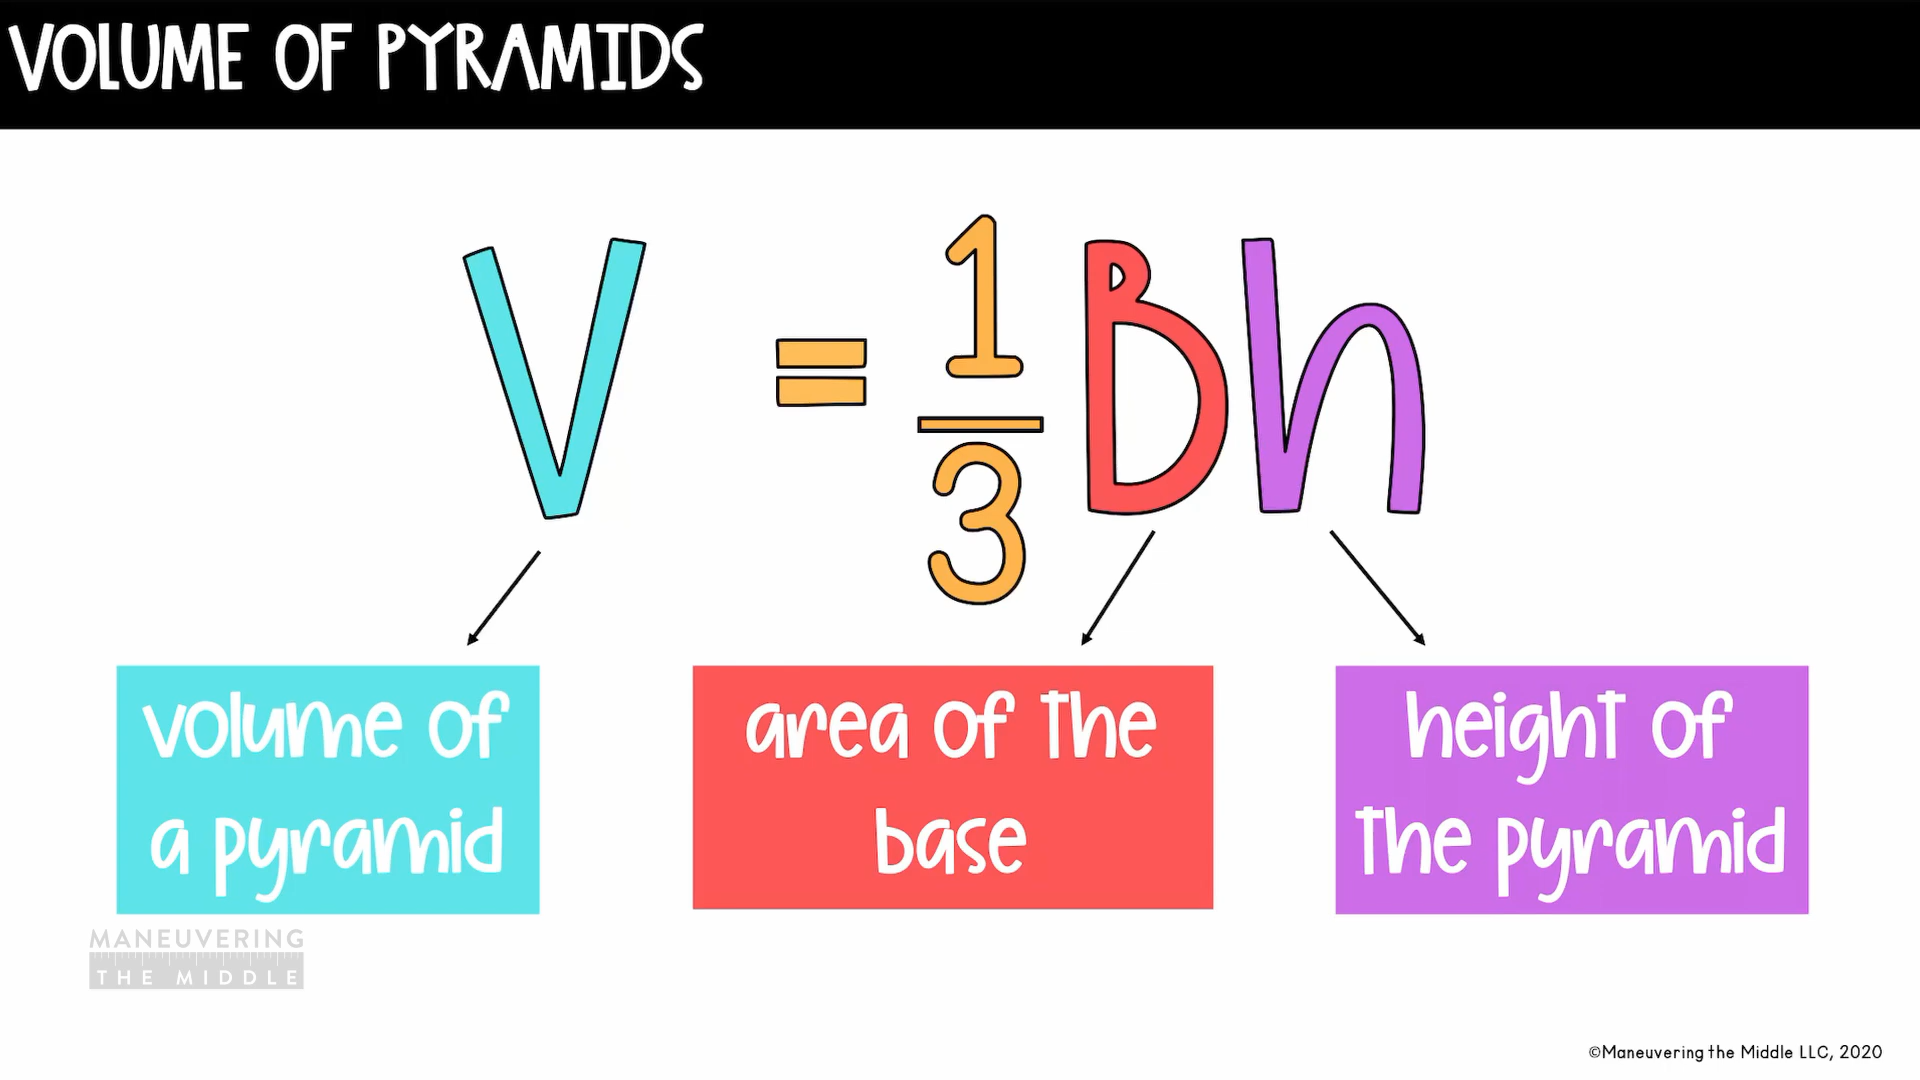 VOLUME OF PYRAMIDS
V = 1/3 Bh
volume of
a pyramid
area of the
base
height of
the pyramid
MANEUVERING
THE MIDDLE
©Maneuvering the Middle LLC, 2020